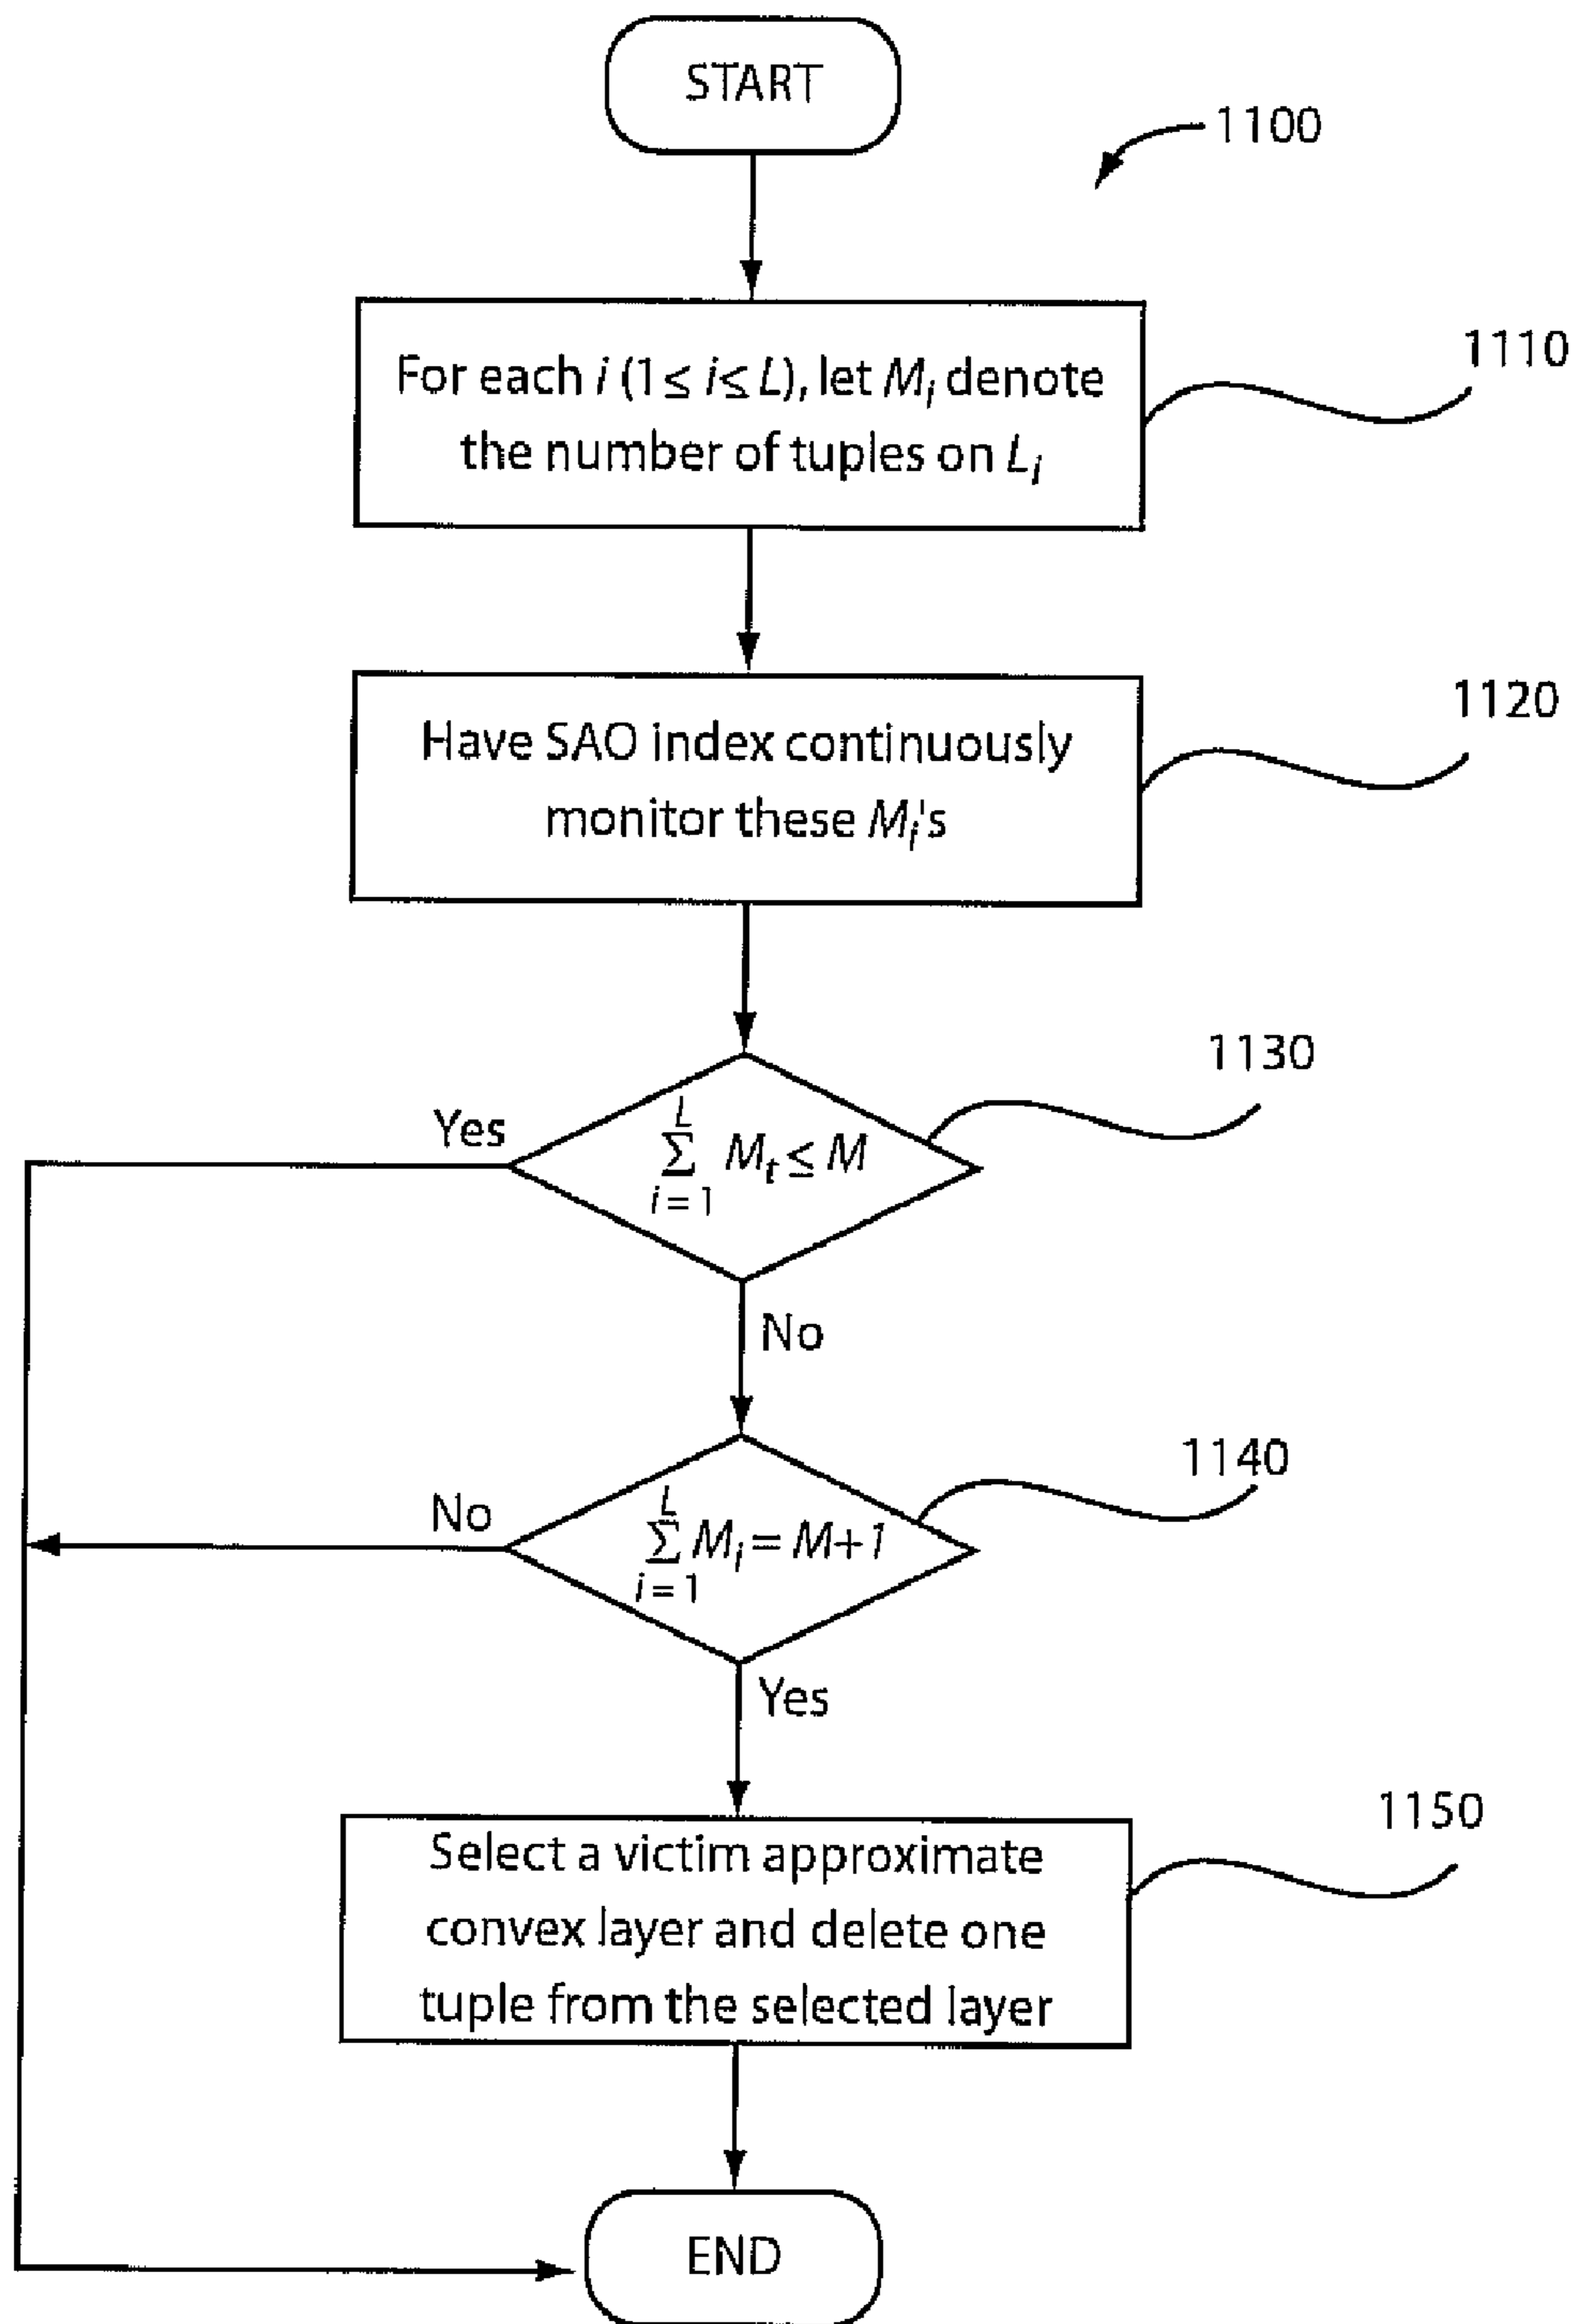 START
1100
For each i (1 ≤ i ≤ L), let Mi denote
the number of tuples on Li
1110
Have SAO index continuously
monitor these Mi's
1120
1130
Yes
L
∑ Mt ≤ M
i = 1
No
1140
No
L
∑ Mi = M+1
i = 1
Yes
1150
Select a victim approximate
convex layer and delete one
tuple from the selected layer
END